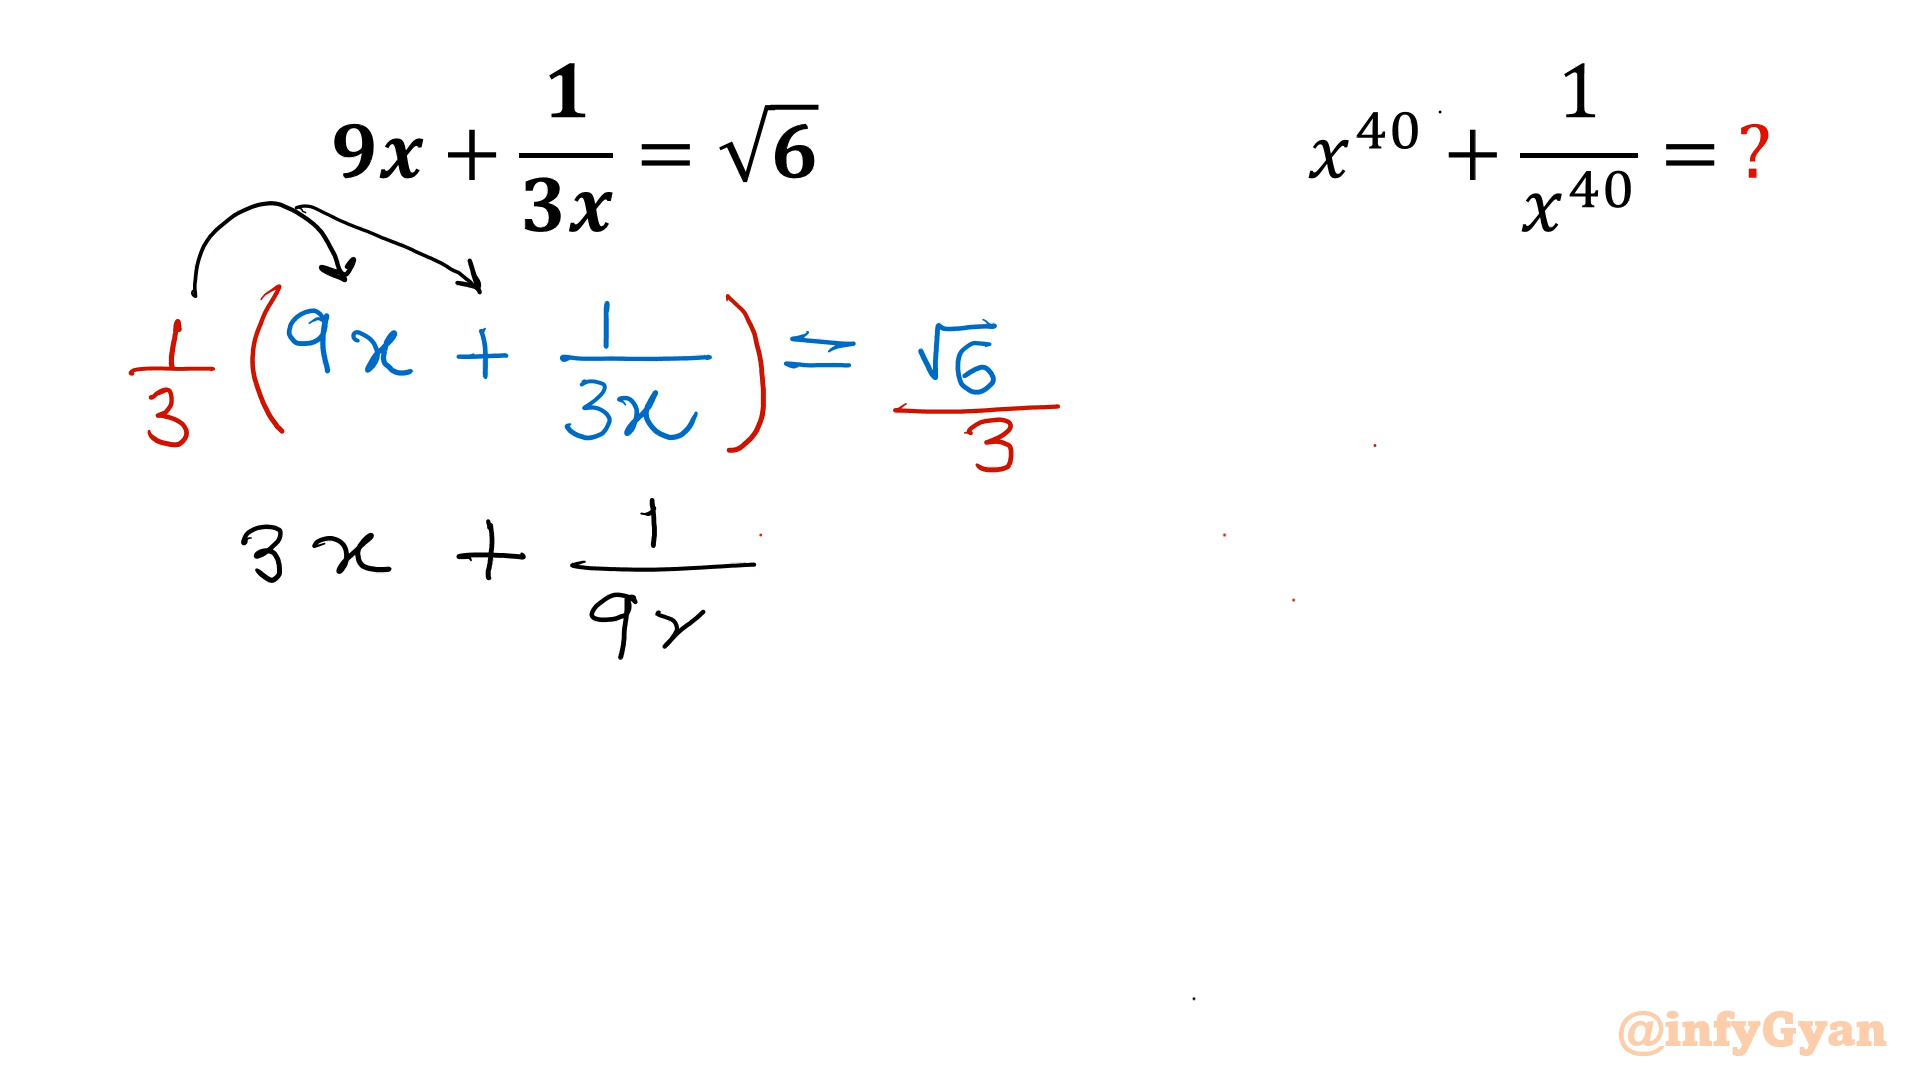 9x + 1/3x = √6
x^40 + 1/x^40 = ?
1/3 (9x + 1/3x) = √6/3
3x + 1/9x
@infyGyan